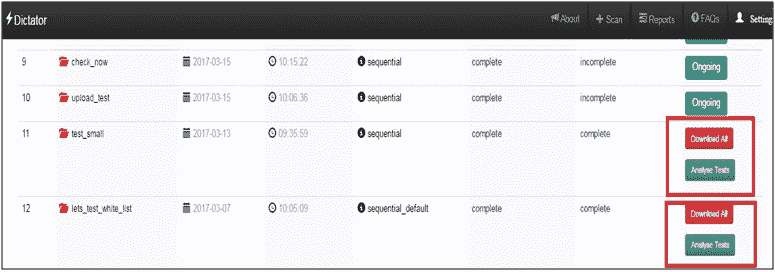 Dictator About Scan Reports FAQs Setting
9 check_now 2017-03-15 10:15:22 sequential complete incomplete Ongoing
10 upload_test 2017-03-15 10:06:36 sequential complete incomplete Ongoing
11 test_small 2017-03-13 09:35:59 sequential complete complete Download All
Analyse Tests
12 lets_test_white_list 2017-03-07 10:05:09 sequential_default complete complete Download All
Analyse Tests